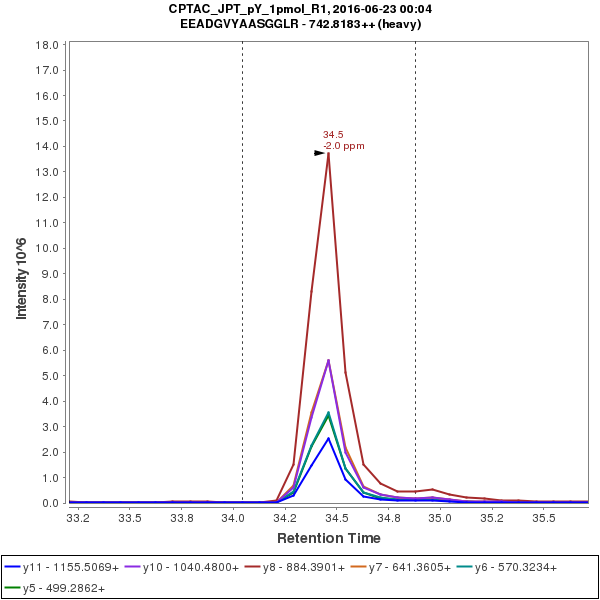 CPTAC_JPT_pY_1pmol_R1, 2016-06-23 00:04
EEADGVYAASGGLR - 742.8183++ (heavy)
18.0
17.0
16.0
15.0
14.0
13.0
12.0
11.0
10.0
9.0
8.0
7.0
6.0
5.0
4.0
3.0
2.0
1.0
0.0
Intensity 10^6
34.5
-2.0 ppm
33.2 33.5 33.8 34.0 34.2 34.5 34.8 35.0 35.2 35.5
Retention Time
y11 - 1155.5069+ y10 - 1040.4800+ y8 - 884.3901+ y7 - 641.3605+ y6 - 570.3234+
y5 - 499.2862+